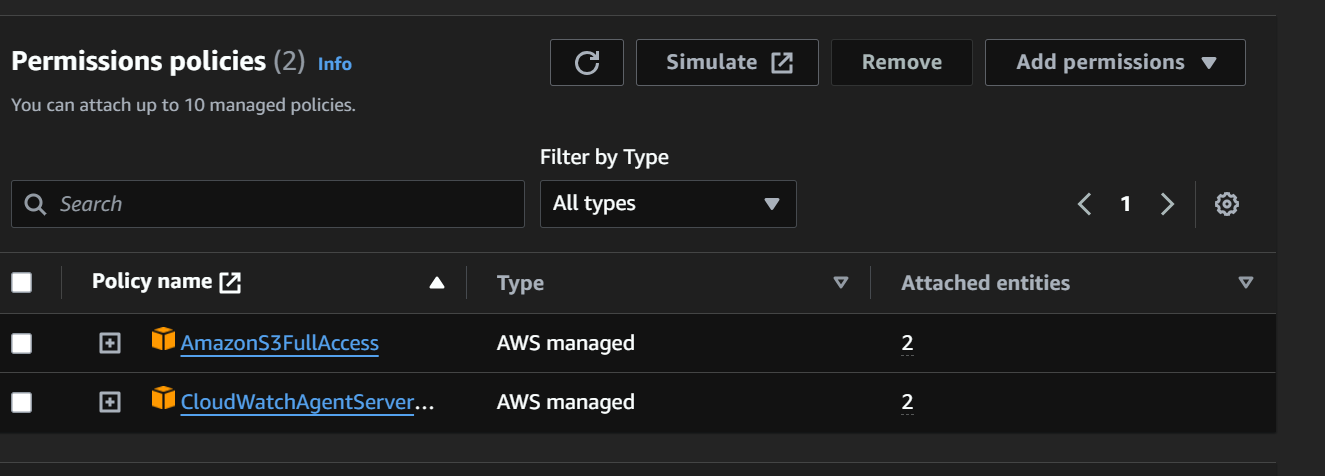 Permissions policies (2) Info
Simulate
Remove
Add permissions
You can attach up to 10 managed policies.
Filter by Type
Search
All types
1
Policy name
Type
Attached entities
AmazonS3FullAccess
AWS managed
2
CloudWatchAgentServer...
AWS managed
2